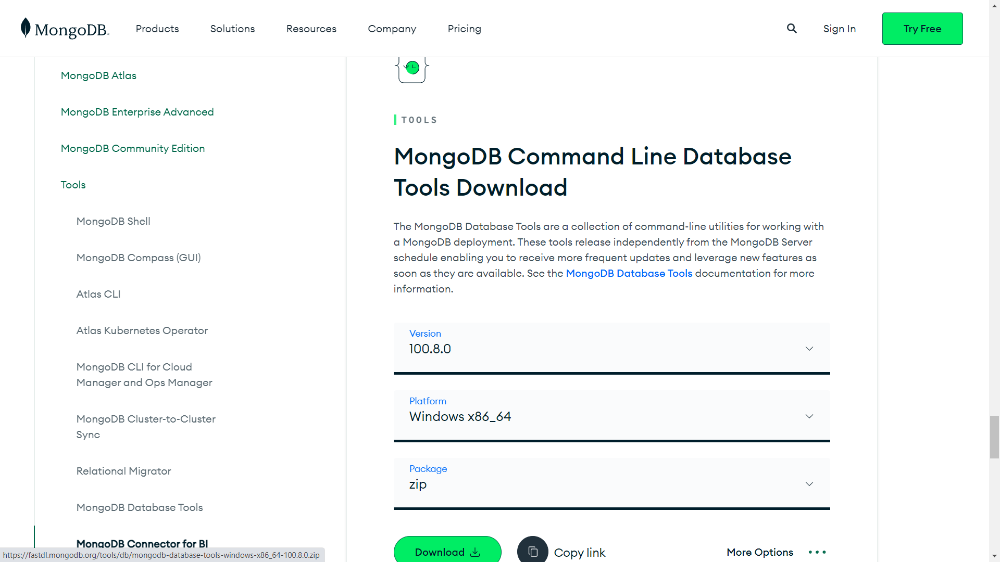 MongoDB.
Products
Solutions
Resources
Company
Pricing
Sign In
Try Free
MongoDB Atlas
MongoDB Enterprise Advanced
MongoDB Community Edition
Tools
MongoDB Shell
MongoDB Compass (GUI)
Atlas CLI
Atlas Kubernetes Operator
MongoDB CLI for Cloud
Manager and Ops Manager
MongoDB Cluster-to-Cluster
Sync
Relational Migrator
MongoDB Database Tools
MongoDB Connector for BI
TOOLS
MongoDB Command Line Database
Tools Download
The MongoDB Database Tools are a collection of command-line utilities for working with
a MongoDB deployment. These tools release independently from the MongoDB Server
schedule enabling you to receive more frequent updates and leverage new features as
soon as they are available. See the MongoDB Database Tools documentation for more
information.
Version
100.8.0
Platform
Windows x86_64
Package
zip
Download
Copy link
More Options
https://fastdl.mongodb.org/tools/db/mongodb-database-tools-windows-x86_64-100.8.0.zip